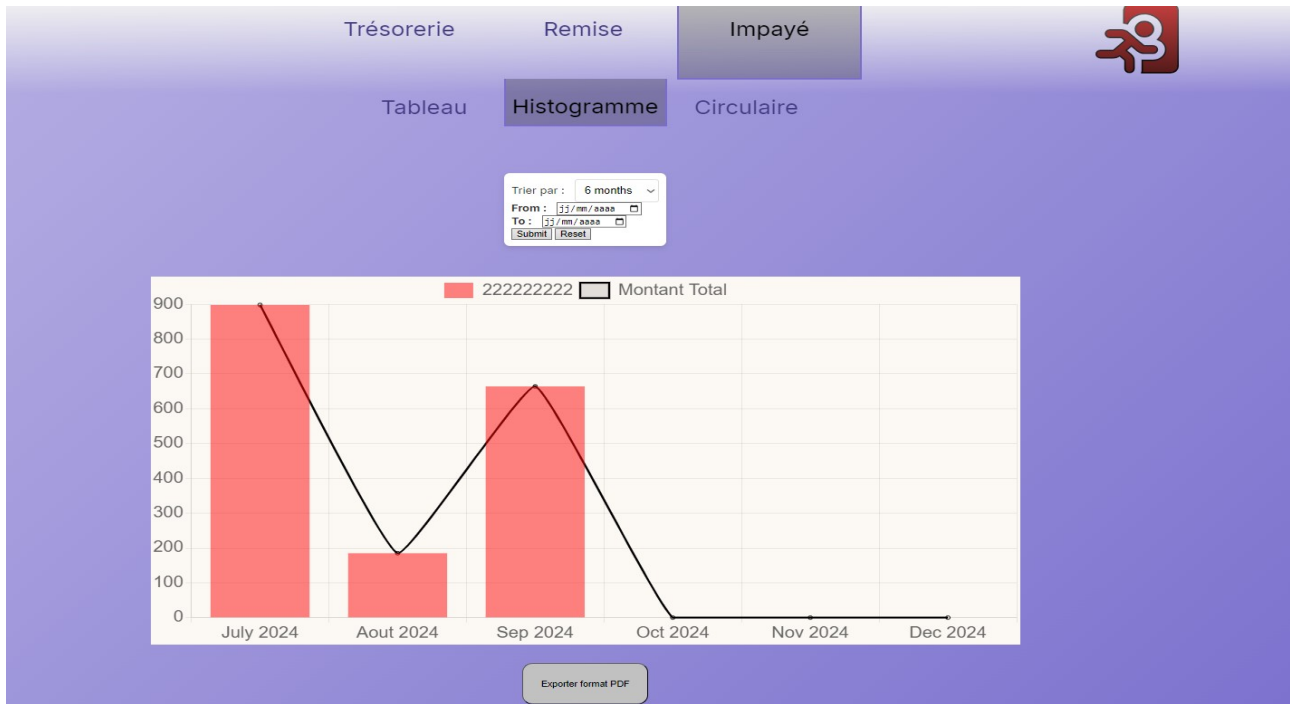 Trésorerie Remise Impayé
Tableau Histogramme Circulaire
Trier par : 6 months
From : jj/mm/aaaa
To : jj/mm/aaaa
Submit Reset
222222222 Montant Total
900
800
700
600
500
400
300
200
100
0
July 2024 Aout 2024 Sep 2024 Oct 2024 Nov 2024 Dec 2024
Exporter format PDF